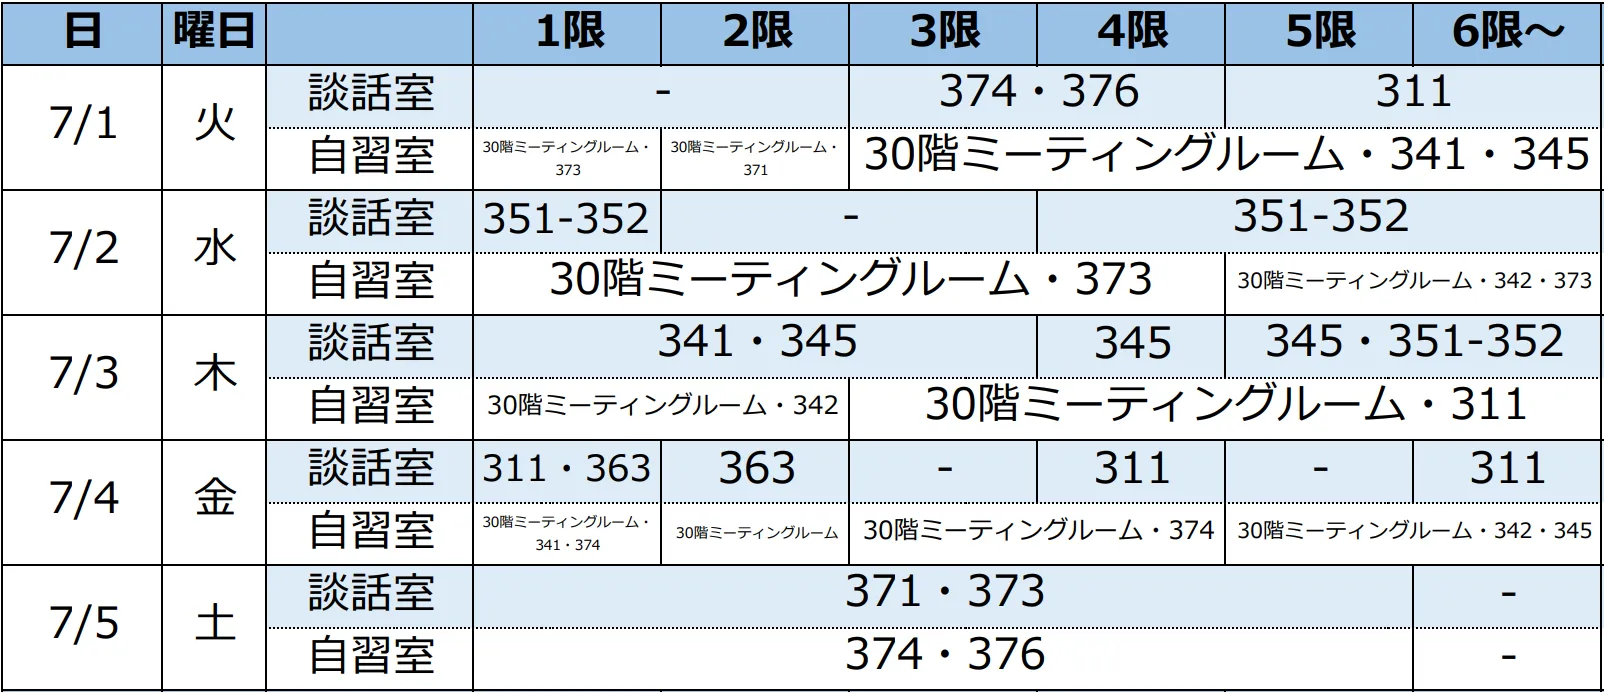 日 曜日 1限 2限 3限 4限 5限 6限～
7/1 火 談話室 - 374・376 311
自習室 30階ミーティングルーム・ 30階ミーティングルーム・ 30階ミーティングルーム・341・345
373 371
7/2 水 談話室 351-352 - 351-352
自習室 30階ミーティングルーム・373 30階ミーティングルーム・342・373
7/3 木 談話室 341・345 345 345・351-352
自習室 30階ミーティングルーム・342 30階ミーティングルーム・311
7/4 金 談話室 311・363 363 - 311 - 311
自習室 30階ミーティングルーム・ 30階ミーティングルーム 30階ミーティングルーム・374 30階ミーティングルーム・342・345
341・374
7/5 土 談話室 371・373 -
自習室 374・376 -